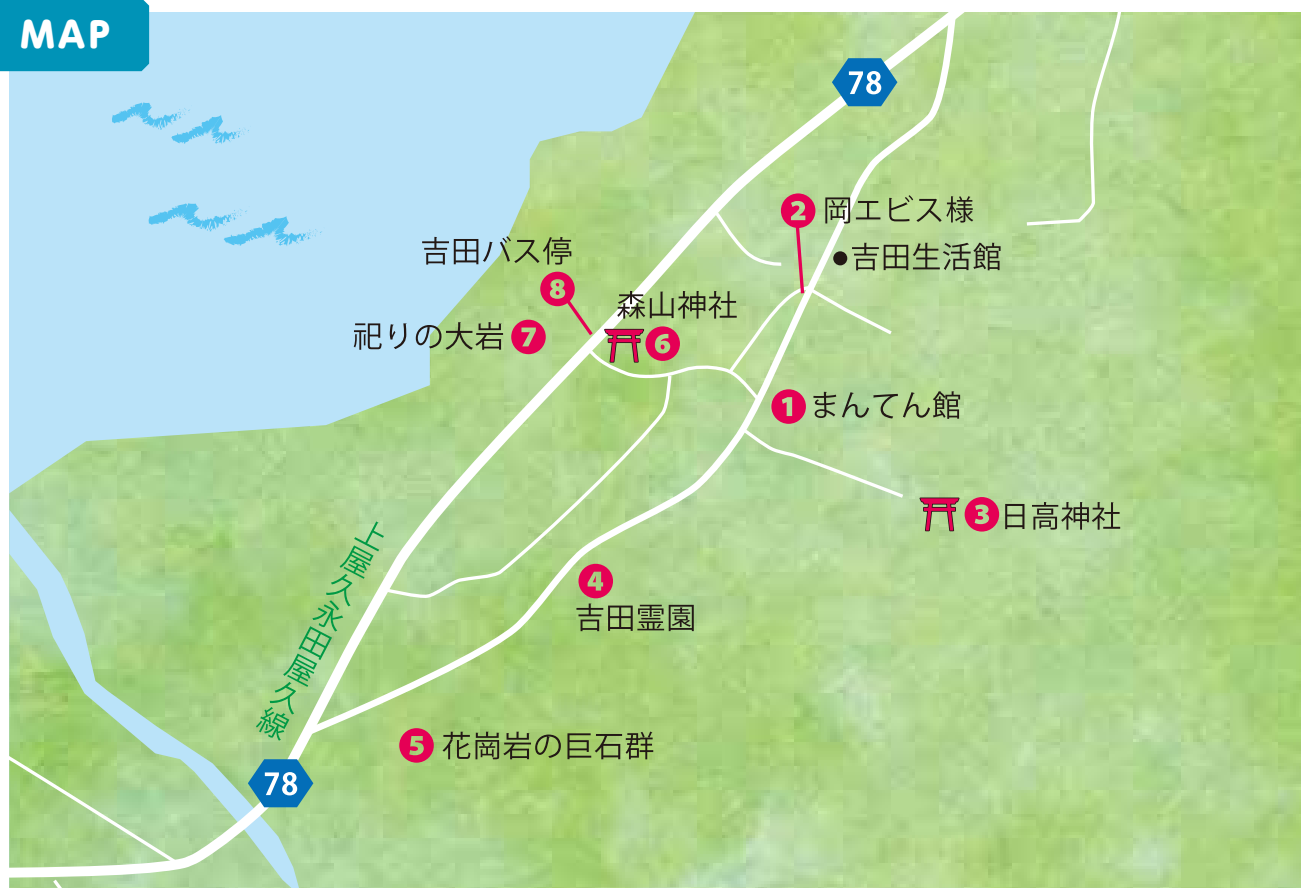 MAP
78
2 岡エビス様
吉田生活館
吉田バス停
8
森山神社
祀りの大岩 7
6
1 まんてん館
3 日高神社
4
吉田霊園
上屋久永田屋久線
5 花崗岩の巨石群
78